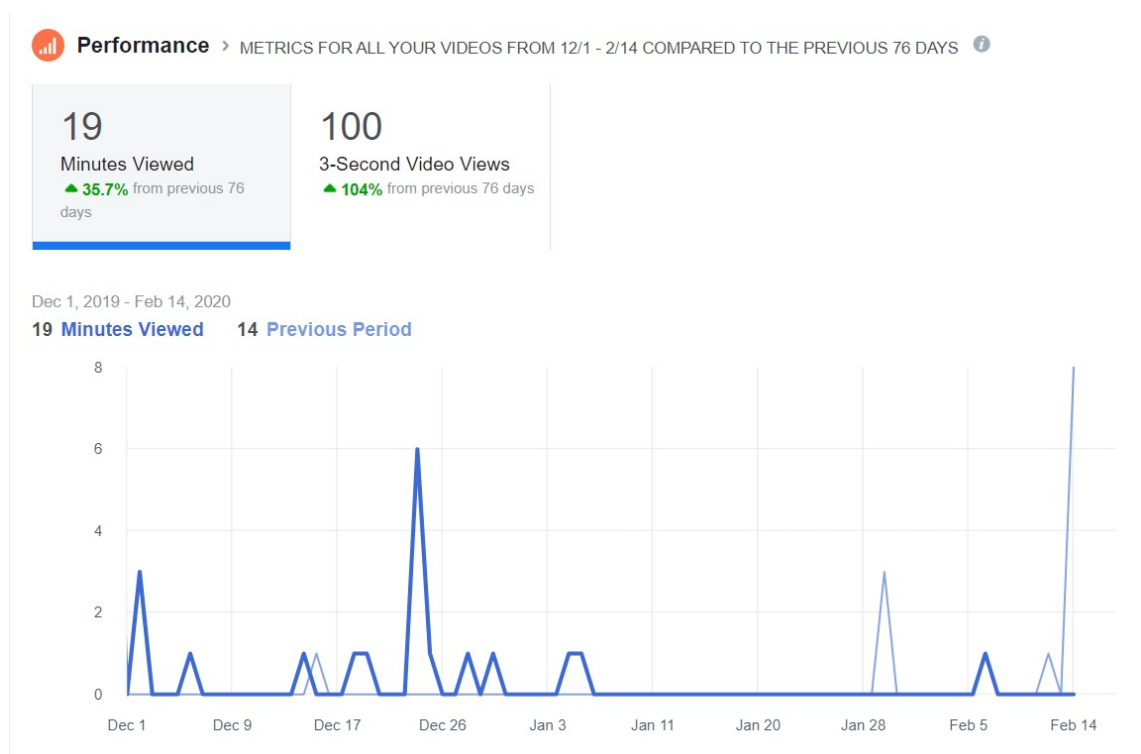 Performance > METRICS FOR ALL YOUR VIDEOS FROM 12/1 - 2/14 COMPARED TO THE PREVIOUS 76 DAYS i
19
Minutes Viewed
35.7% from previous 76
days
100
3-Second Video Views
104% from previous 76 days
Dec 1, 2019 - Feb 14, 2020
19 Minutes Viewed 14 Previous Period
8
6
4
2
0
Dec 1 Dec 9 Dec 17 Dec 26 Jan 3 Jan 11 Jan 20 Jan 28 Feb 5 Feb 14